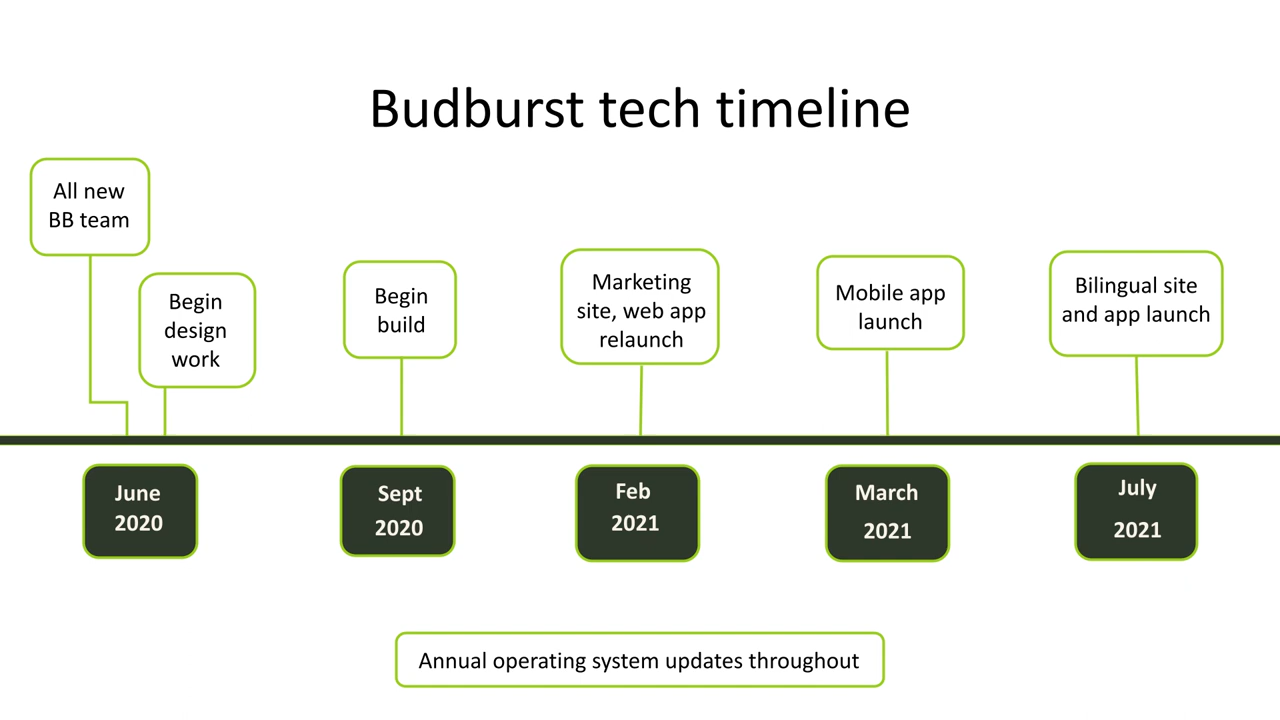 Budburst tech timeline
All new
BB team
Begin
design
work
Begin
build
Marketing
site, web app
relaunch
Mobile app
launch
Bilingual site
and app launch
June
2020
Sept
2020
Feb
2021
March
2021
July
2021
Annual operating system updates throughout